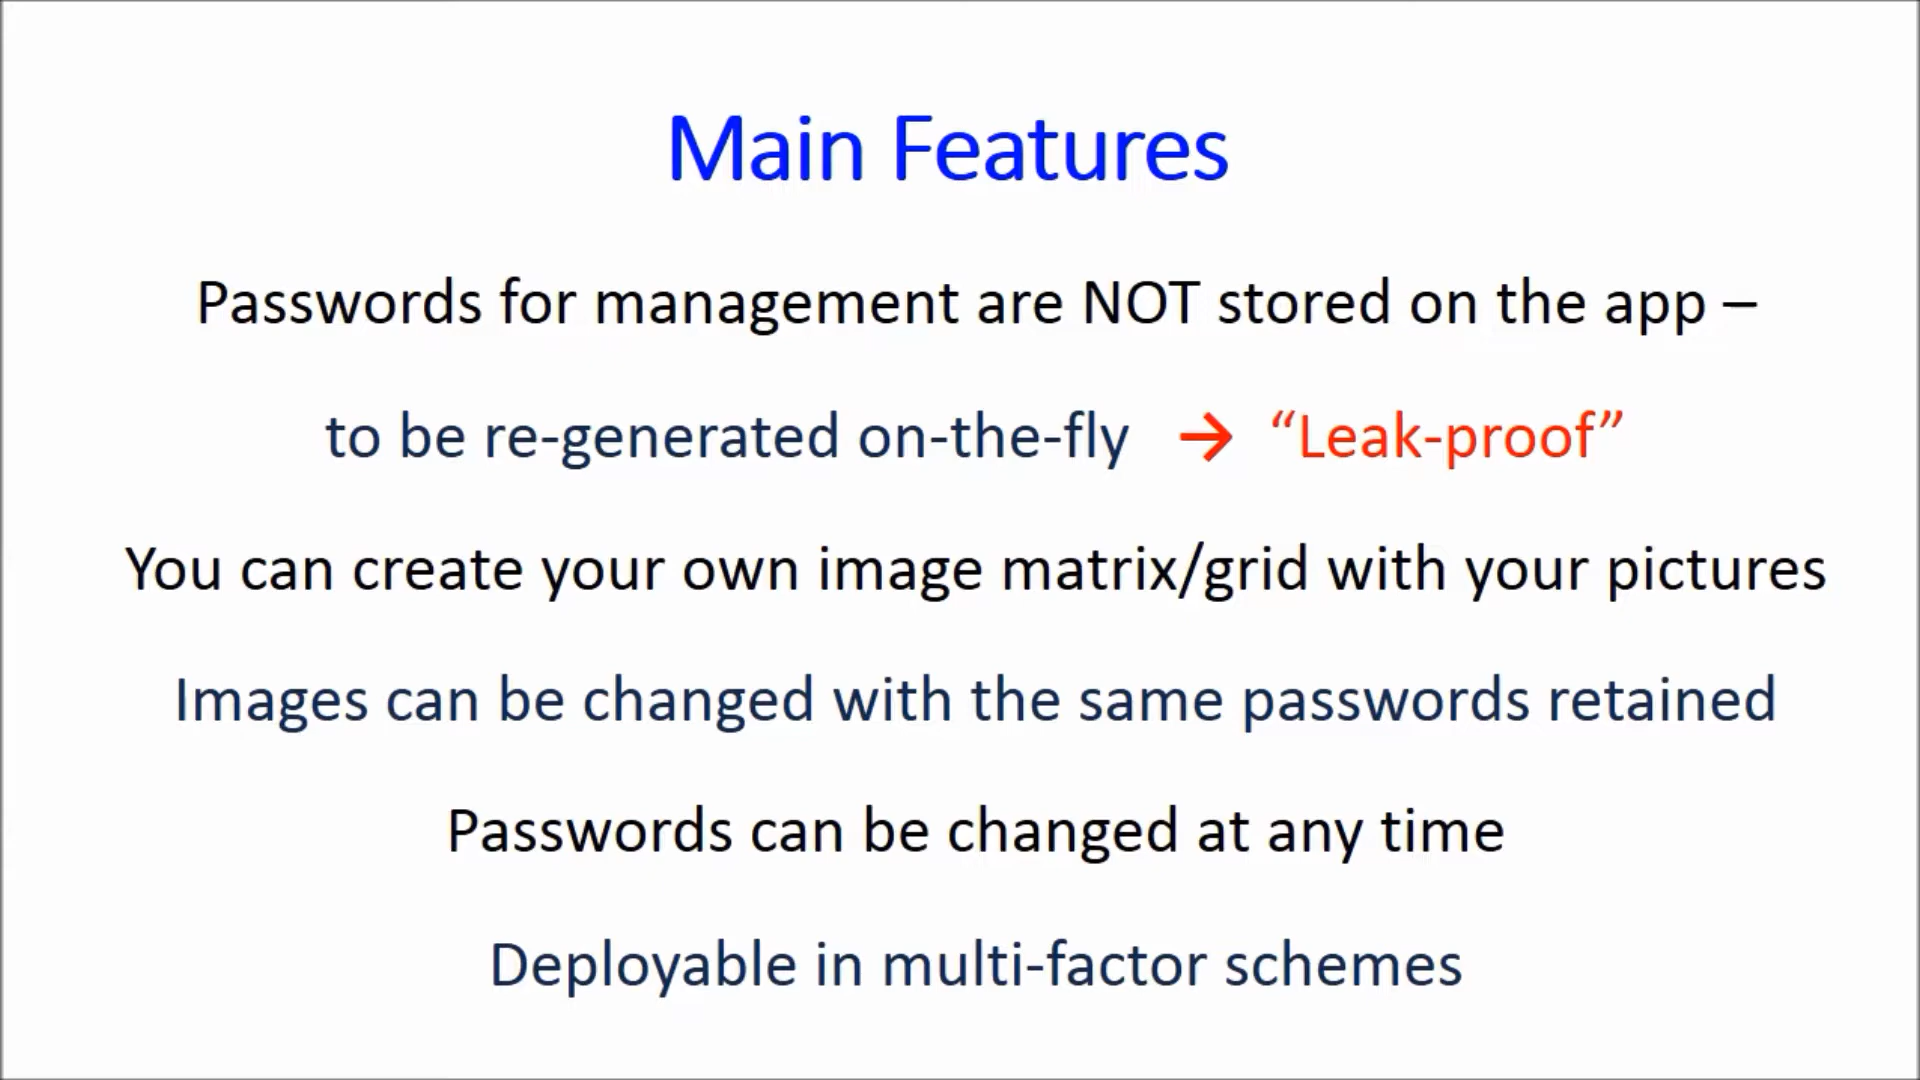 Main Features
Passwords for management are NOT stored on the app –
to be re-generated on-the-fly → “Leak-proof”
You can create your own image matrix/grid with your pictures
Images can be changed with the same passwords retained
Passwords can be changed at any time
Deployable in multi-factor schemes